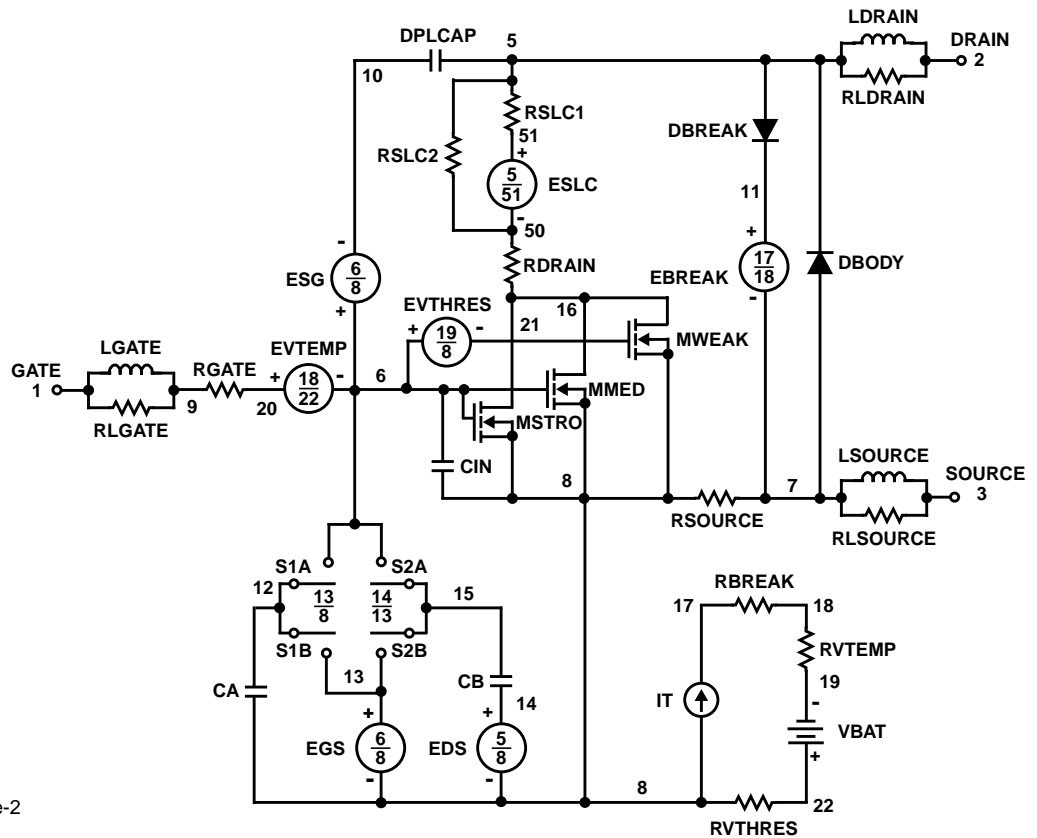 LDRAIN
DPLCAP
5
DRAIN
2
10
RLDRAIN
RSLC1
51
DBREAK
RSLC2
+
5
51
ESLC
11
-
50
-
+
RDRAIN
17
18
DBODY
ESG
6
8
EBREAK
-
+
EVTHRES
16
+
19
8
-
21
MWEAK
LGATE
EVTEMP
GATE
1
RGATE
+
18
22
-
6
MMED
9
20
RLGATE
MSTRO
LSOURCE
CIN
8
7
SOURCE
3
RSOURCE
RLSOURCE
S1A
S2A
12
13
8
14
13
15
RBREAK
17
18
S1B
S2B
RVTEMP
13
CB
19
CA
14
IT
-
+
+
VBAT
EGS
6
8
EDS
5
8
+
-
-
8
22
e-2
RVTHRES